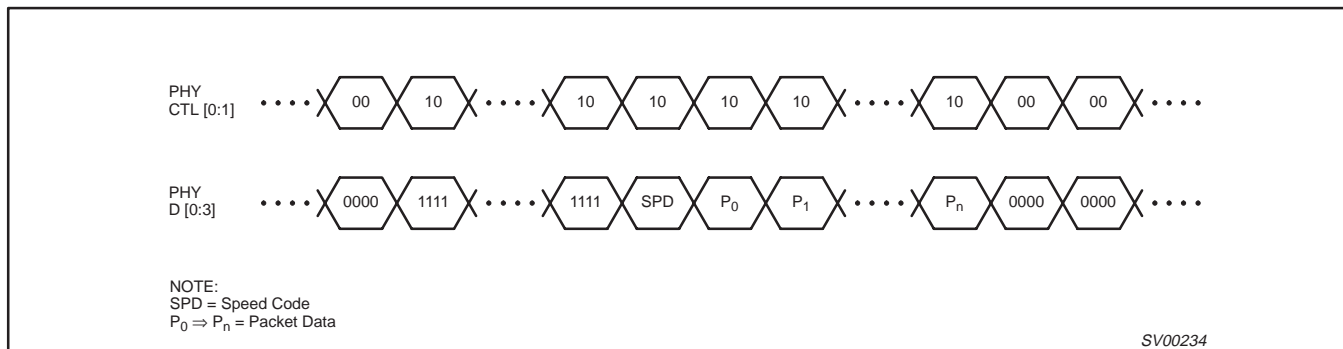 PHY
CTL [0:1]
00 10 10 10 10 10 10 00 00
PHY
D [0:3]
0000 1111 1111 SPD P0 P1 Pn 0000 0000
NOTE:
SPD = Speed Code
P0 ⇒ Pn = Packet Data
SV00234